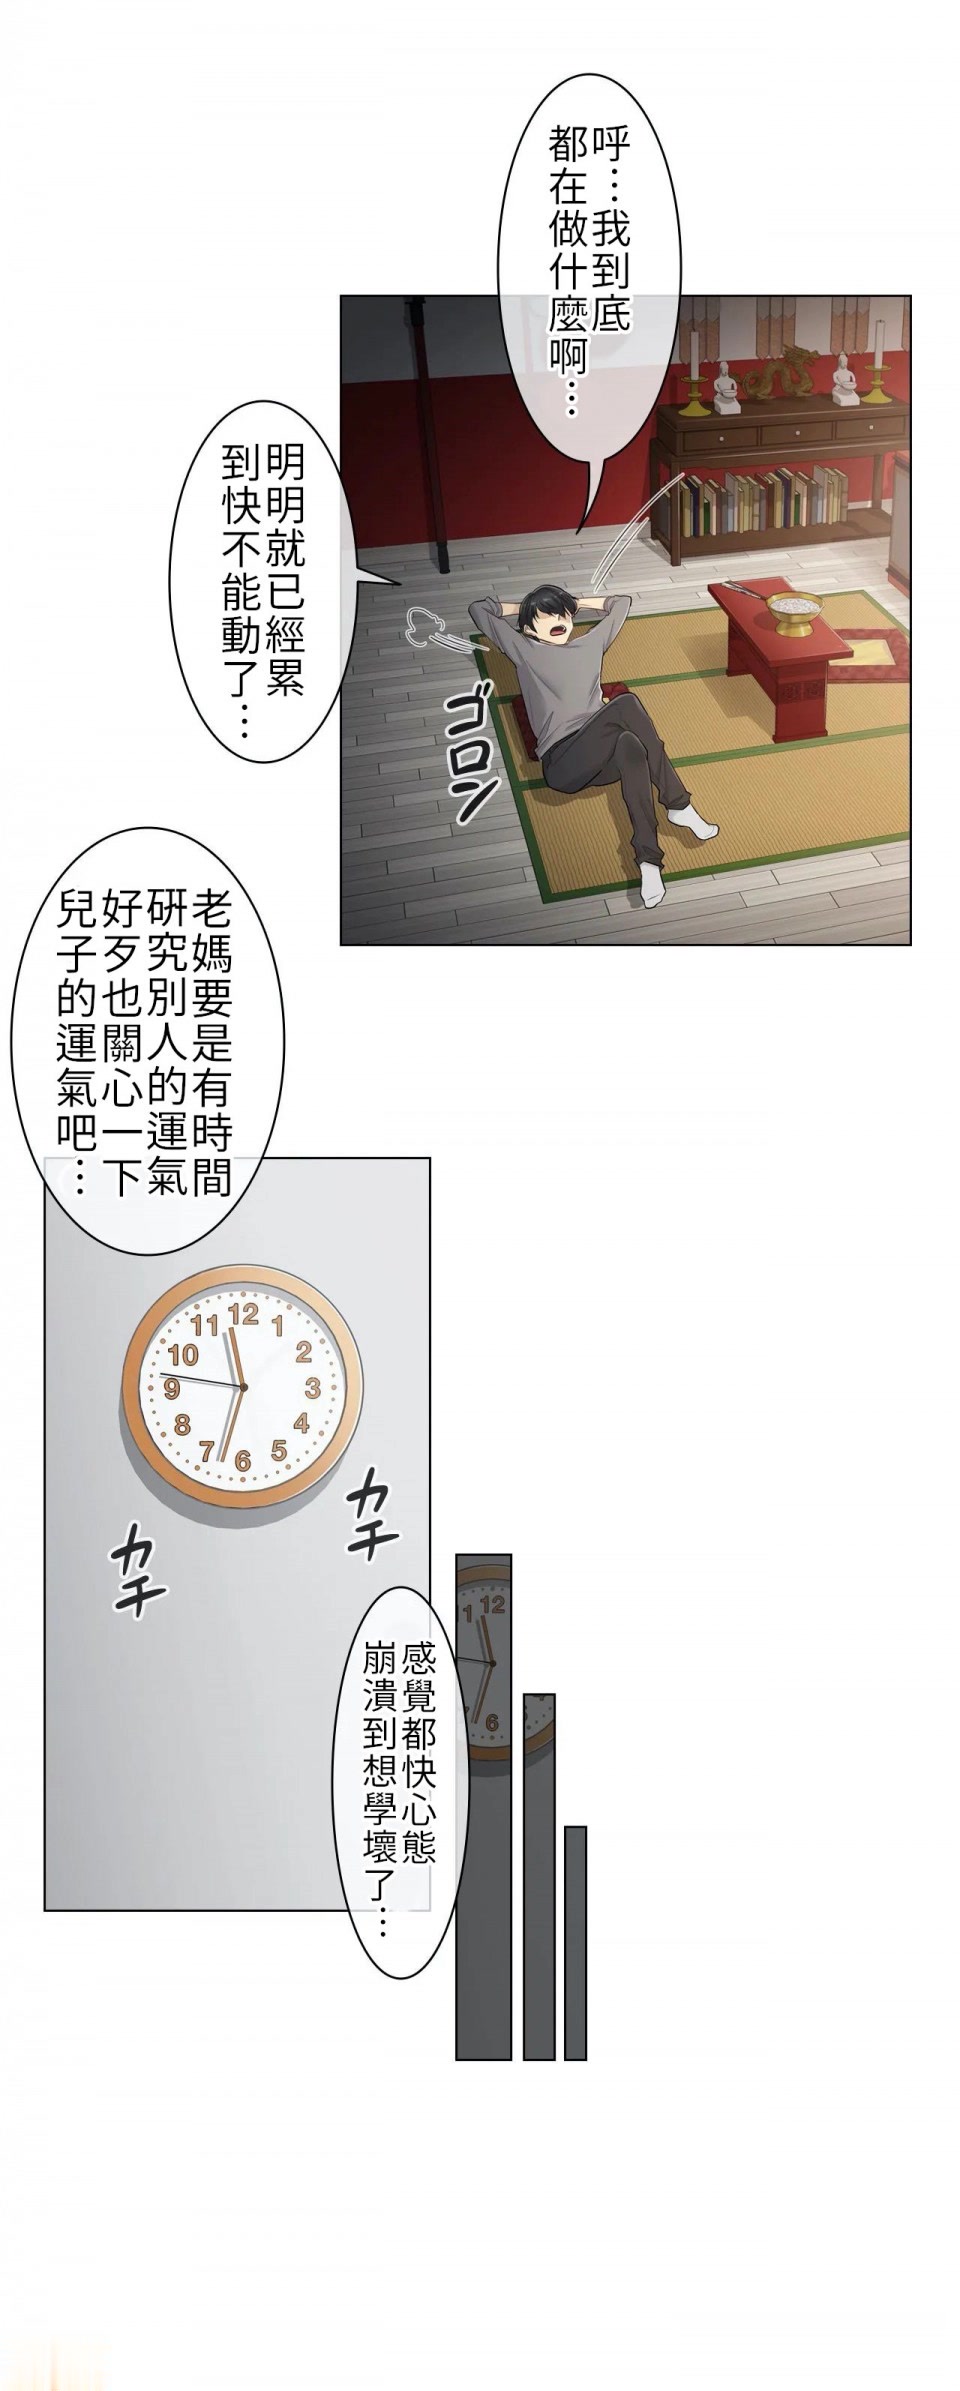 呼…我到底
都在做什麼啊…
明明就已經累
到快不能動了…
ゴロン
老媽要是有時間
研究別人的運氣
好歹也關心一下
兒子的運氣吧…
12
1
2
3
4
5
6
7
8
9
10
11
カチ
カチ
11
12
6
感覺都快心態
崩潰到想學壞了…